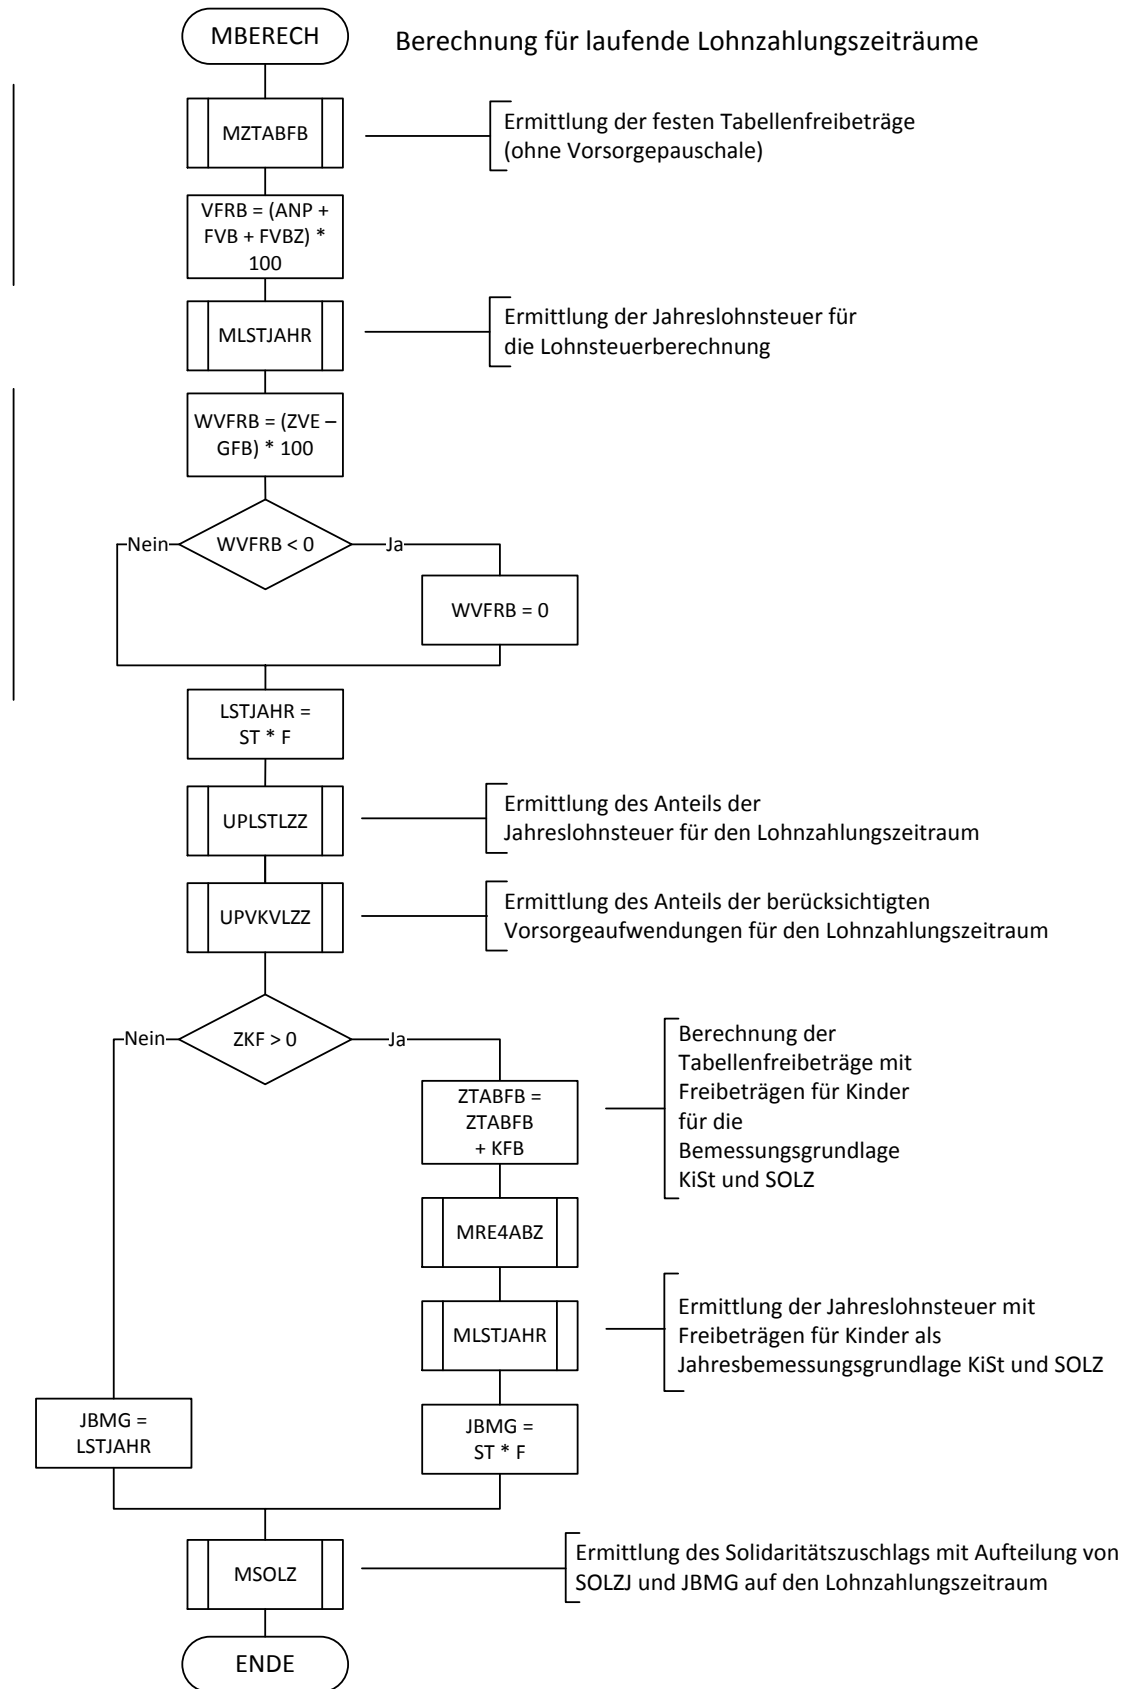 MBERECH
Berechnung für laufende Lohnzahlungszeiträume
MZTABFB
Ermittlung der festen Tabellenfreibeträge
(ohne Vorsorgepauschale)
VFRB = (ANP +
FVB + FVBZ) *
100
MLSTJAHR
Ermittlung der Jahreslohnsteuer für
die Lohnsteuerberechnung
WVFRB = (ZVE –
GFB) * 100
Nein
WVFRB < 0
Ja
WVFRB = 0
LSTJAHR =
ST * F
UPLSTLZZ
Ermittlung des Anteils der
Jahreslohnsteuer für den Lohnzahlungszeitraum
UPVKVLZZ
Ermittlung des Anteils der berücksichtigten
Vorsorgeaufwendungen für den Lohnzahlungszeitraum
Nein
ZKF > 0
Ja
ZTABFB =
ZTABFB
+ KFB
Berechnung der
Tabellenfreibeträge mit
Freibeträgen für Kinder
für die
Bemessungsgrundlage
KiSt und SOLZ
MRE4ABZ
MLSTJAHR
Ermittlung der Jahreslohnsteuer mit
Freibeträgen für Kinder als
Jahresbemessungsgrundlage KiSt und SOLZ
JBMG =
LSTJAHR
JBMG =
ST * F
MSOLZ
Ermittlung des Solidaritätszuschlags mit Aufteilung von
SOLZJ und JBMG auf den Lohnzahlungszeitraum
ENDE